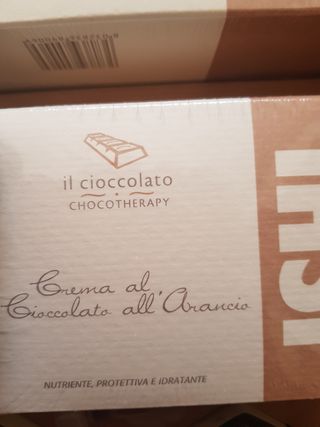 il cioccolato
CHOCOTHERAPY
Crema al
Cioccolato all'Arancio
NUTRIENTE, PROTETTIVA E IDRATANTE